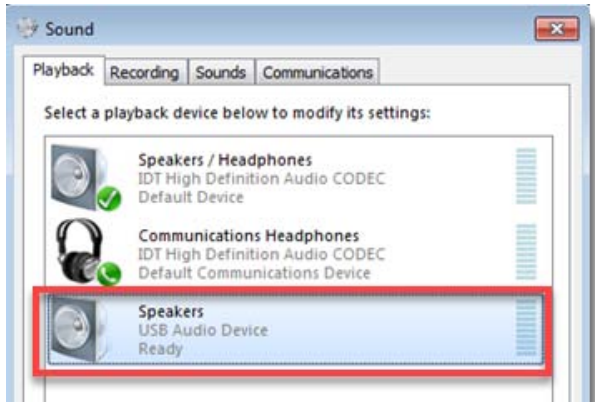 Sound
Playback Recording Sounds Communications
Select a playback device below to modify its settings:
Speakers / Headphones
IDT High Definition Audio CODEC
Default Device
Communications Headphones
IDT High Definition Audio CODEC
Default Communications Device
Speakers
USB Audio Device
Ready